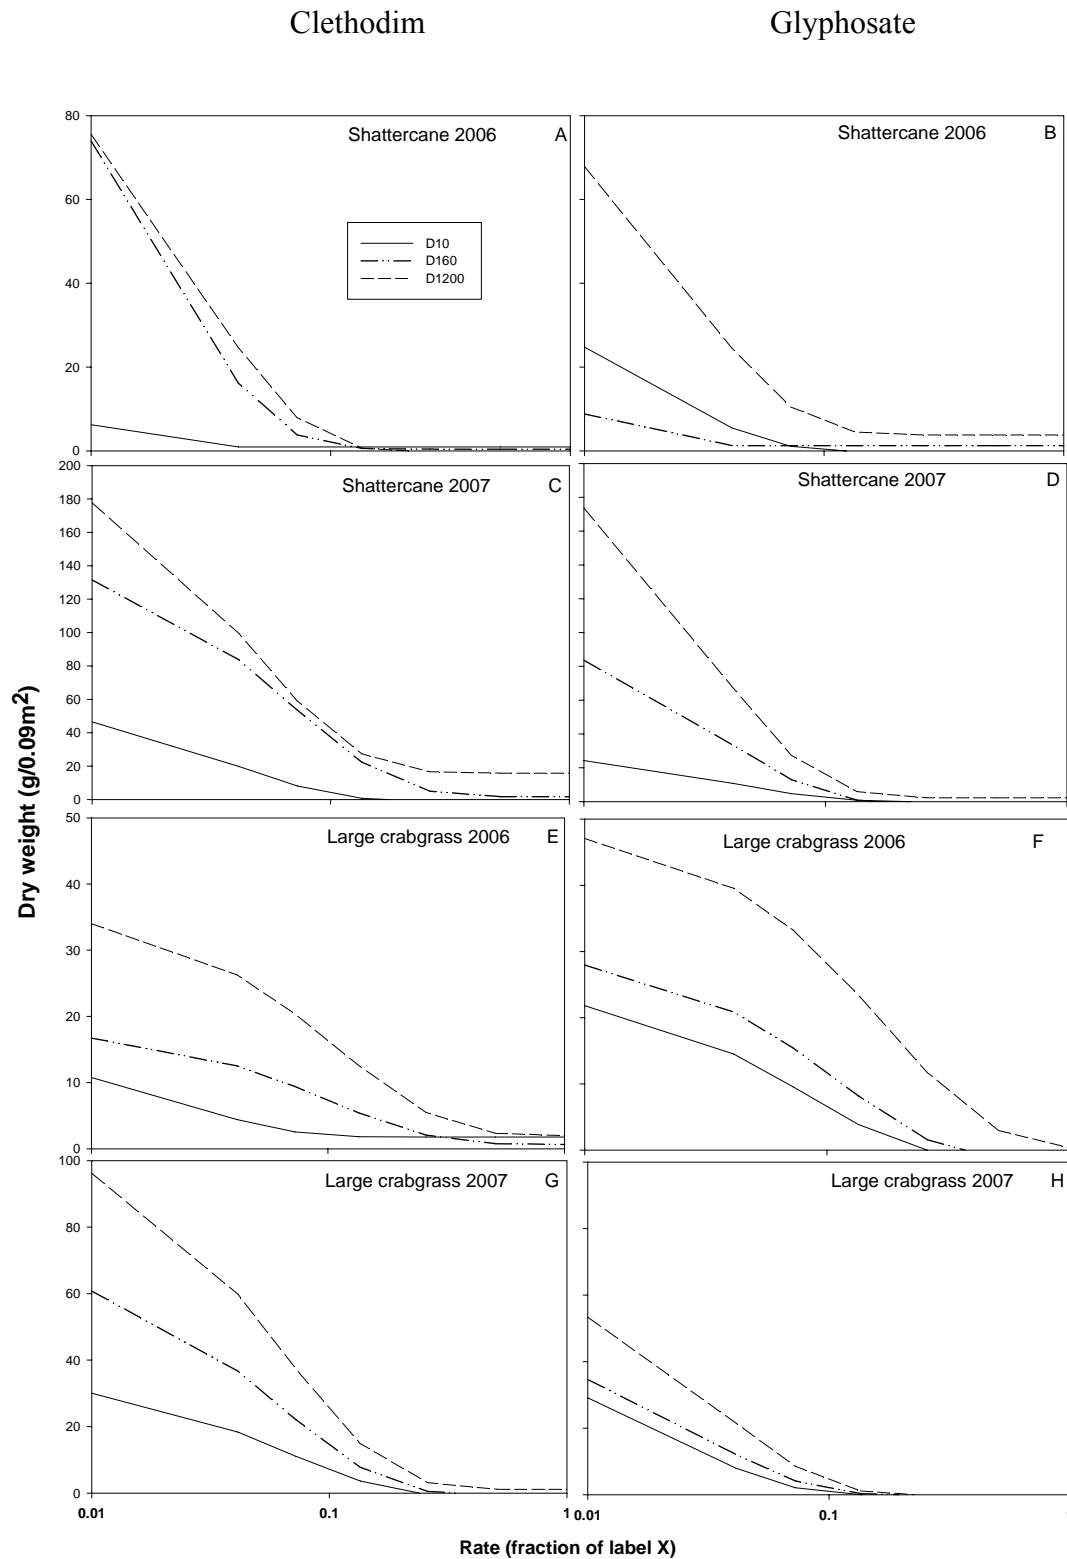 Clethodim Glyphosate
80 Shattercane 2006 A Shattercane 2006 B
60
D10
D160
40 D1200
20
0
200 Shattercane 2007 C Shattercane 2007 D
180
160
140
120
100
80
60
40
20
0
50 Large crabgrass 2006 E Large crabgrass 2006 F
40
30
20
10
0
100 Large crabgrass 2007 G Large crabgrass 2007 H
80
60
40
20
0
0.01 0.1 1 0.01 0.1 1
Dry weight (g/0.09m²)
Rate (fraction of label X)